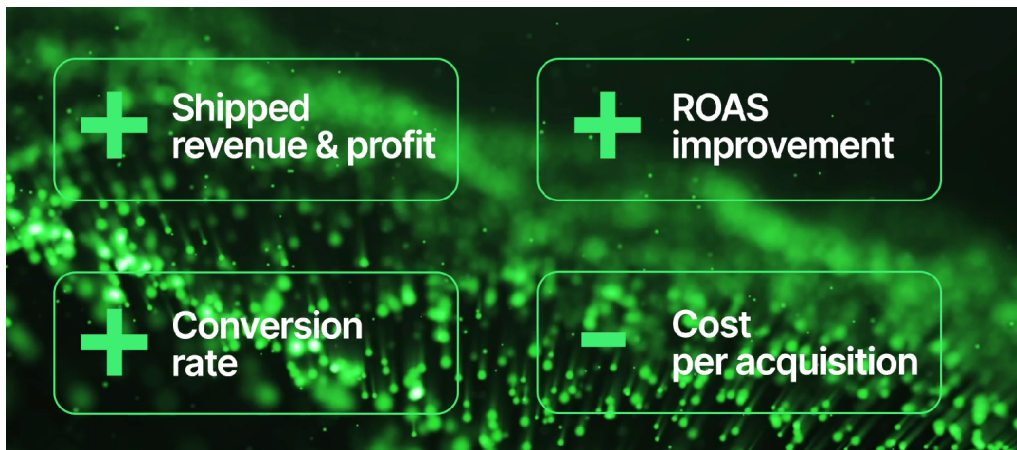 + Shipped
revenue & profit
+ ROAS
improvement
+ Conversion
rate
- Cost
per acquisition